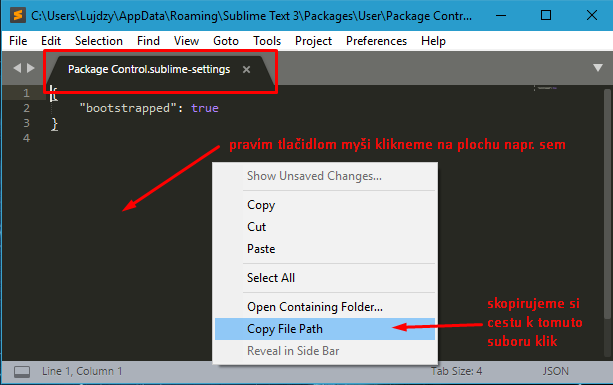 C:\Users\Lujdzy\AppData\Roaming\Sublime Text 3\Packages\User\Package Contr...
File Edit Selection Find View Goto Tools Project Preferences Help
Package Control.sublime-settings ×
1 {
2 "bootstrapped": true
3 }
4
pravím tlačidlom myši klikneme na plochu napr. sem
Show Unsaved Changes...
Copy
Cut
Paste
Select All
Open Containing Folder...
Copy File Path
Reveal in Side Bar
skopirujeme si
cestu k tomuto
suboru klik
Line 1, Column 1 Tab Size: 4 JSON